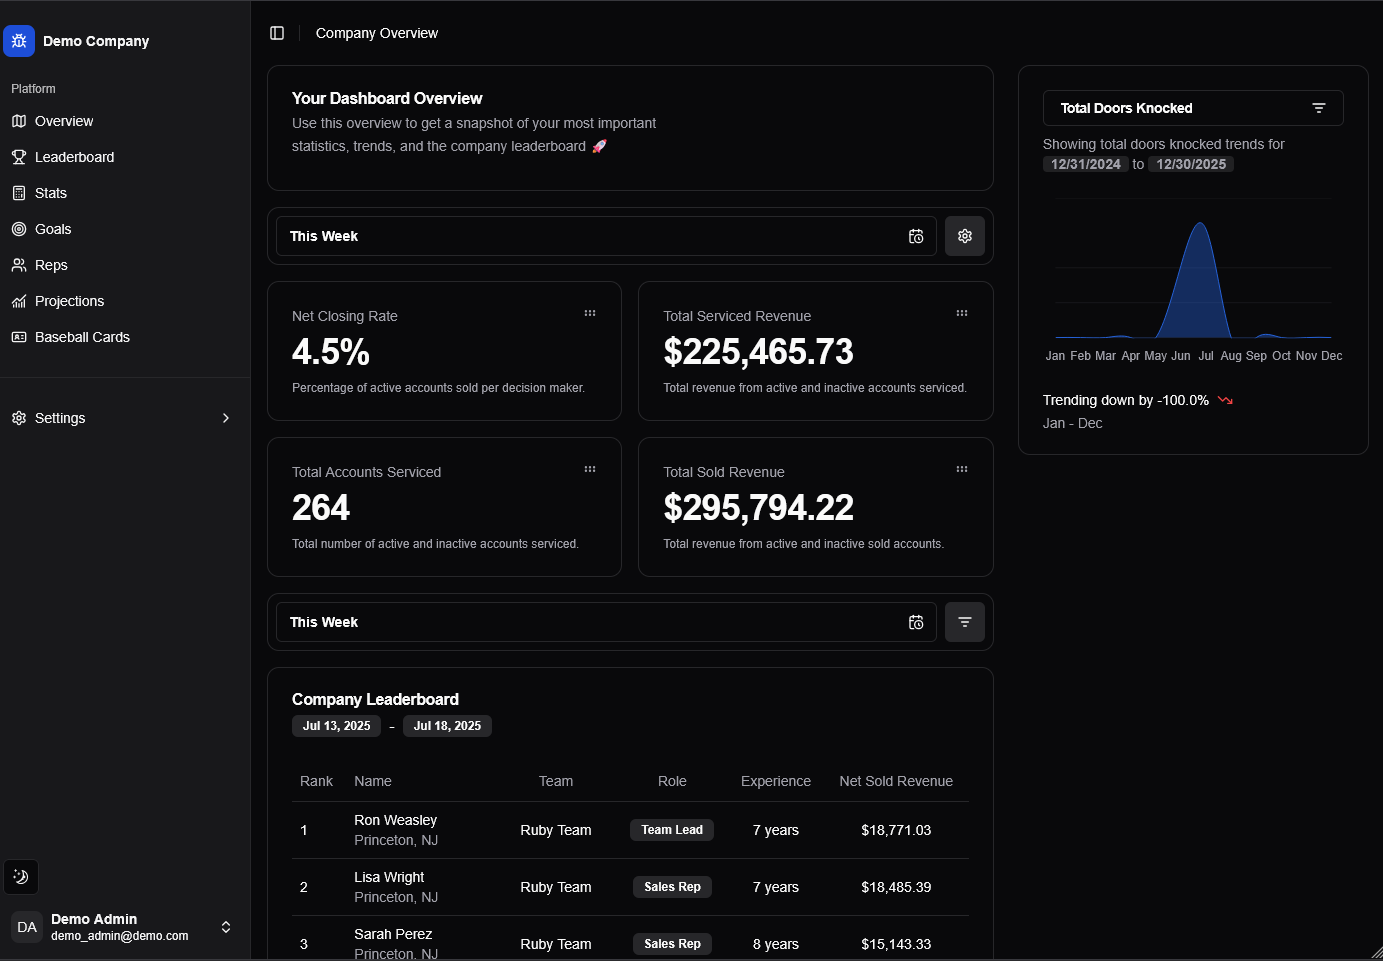 Demo Company
Platform
Overview
Leaderboard
Stats
Goals
Reps
Projections
Baseball Cards
Settings
DA
Demo Admin
demo_admin@demo.com
Company Overview
Your Dashboard Overview
Use this overview to get a snapshot of your most important
statistics, trends, and the company leaderboard 🚀
This Week
Net Closing Rate
4.5%
Percentage of active accounts sold per decision maker.
Total Serviced Revenue
$225,465.73
Total revenue from active and inactive accounts serviced.
Total Accounts Serviced
264
Total number of active and inactive accounts serviced.
Total Sold Revenue
$295,794.22
Total revenue from active and inactive sold accounts.
This Week
Company Leaderboard
Jul 13, 2025 - Jul 18, 2025
Rank Name Team Role Experience Net Sold Revenue
1 Ron Weasley Ruby Team Team Lead 7 years $18,771.03
Princeton, NJ
2 Lisa Wright Ruby Team Sales Rep 7 years $18,485.39
Princeton, NJ
3 Sarah Perez Ruby Team Sales Rep 8 years $15,143.33
Princeton, NJ
Total Doors Knocked
Showing total doors knocked trends for
12/31/2024 to 12/30/2025
Jan Feb Mar Apr May Jun Jul Aug Sep Oct Nov Dec
Trending down by -100.0%
Jan - Dec